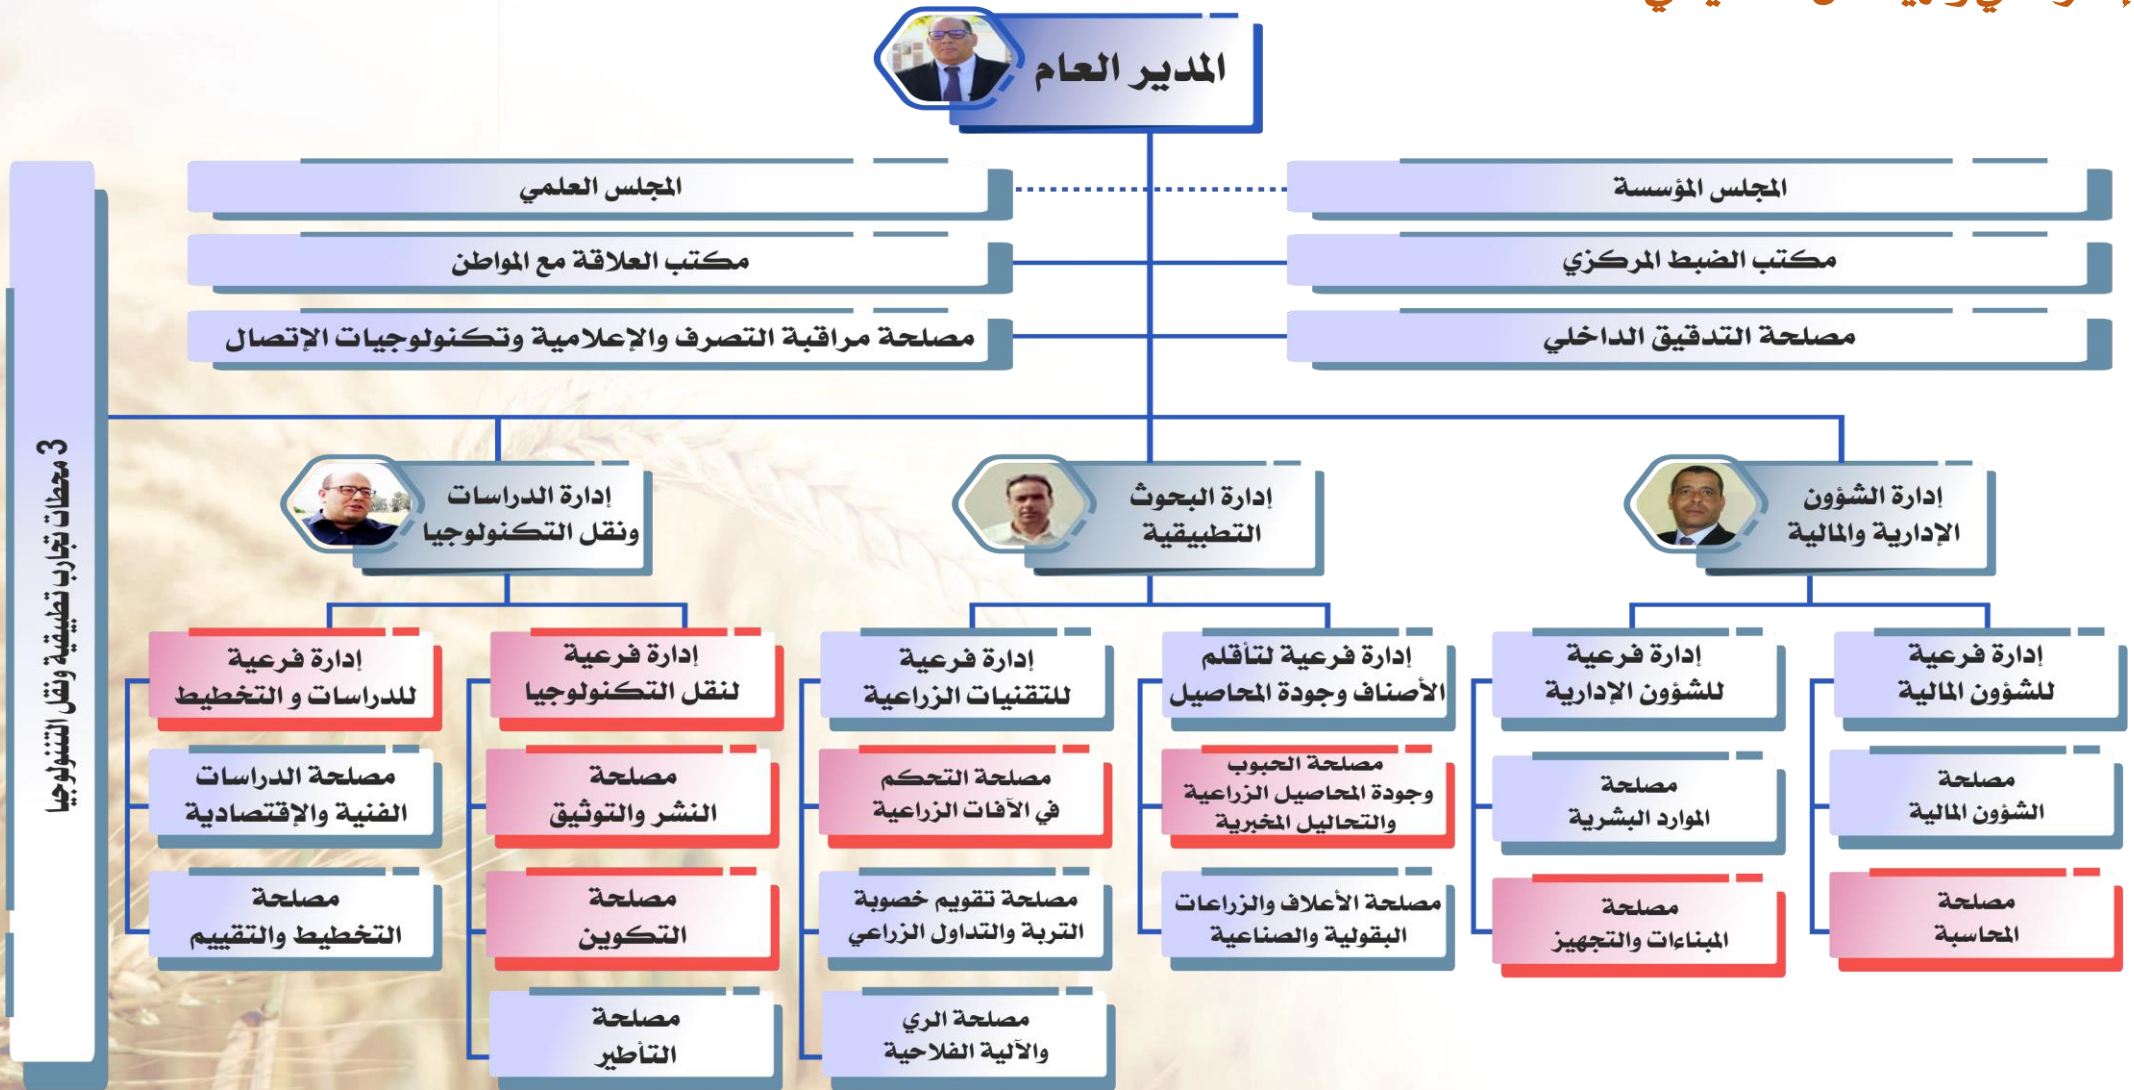 المدير العام
المجلس المؤسسة
المجلس العلمي
مكتب الضبط المركزي
مكتب العلاقة مع المواطن
مصلحة التدقيق الداخلي
مصلحة مراقبة التصرف والإعلامية وتكنولوجيات الإتصال
إدارة الشؤون
الإدارية والمالية
إدارة البحوث
التطبيقية
إدارة الدراسات
ونقل التكنولوجيا
إدارة فرعية
للشؤون المالية
مصلحة
الشؤون المالية
مصلحة
المحاسبة
إدارة فرعية
للشؤون الإدارية
مصلحة
الموارد البشرية
مصلحة
المبناءات والتجهيز
إدارة فرعية لتأقلم
الأصناف وجودة المحاصيل
مصلحة الحبوب
وجودة المحاصيل الزراعية
والتحاليل المخبرية
مصلحة الأعلاف والزراعات
البقولية والصناعية
إدارة فرعية
للتقنيات الزراعية
مصلحة التحكم
في الآفات الزراعية
مصلحة تقويم خصوبة
التربة والتداول الزراعي
مصلحة الري
والآلية الفلاحية
إدارة فرعية
لنقل التكنولوجيا
مصلحة
النشر والتوثيق
مصلحة
التكوين
مصلحة
التأطير
إدارة فرعية
للدراسات و التخطيط
مصلحة الدراسات
الفنية والإقتصادية
مصلحة
التخطيط والتقييم
3 محطات تجارب تطبيقية ونقل التنولوجيا